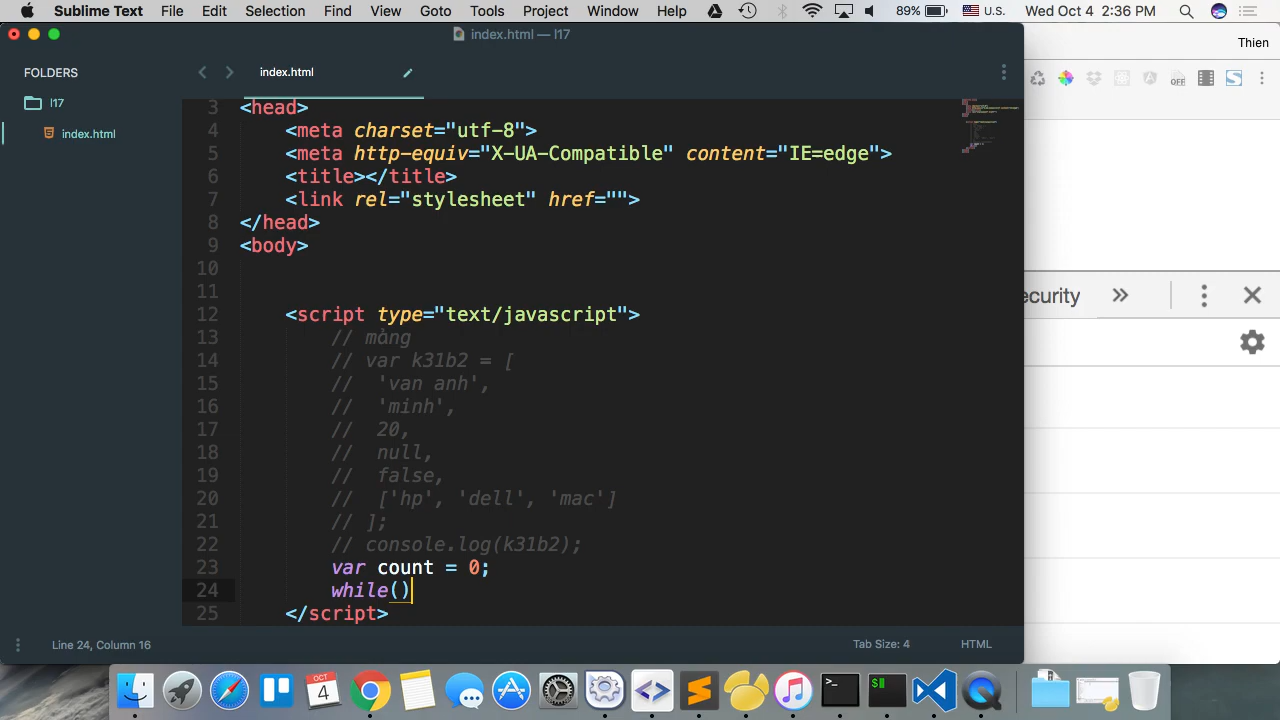 Sublime Text File Edit Selection Find View Goto Tools Project Window Help 89% U.S. Wed Oct 4 2:36 PM
index.html — l17
Thien
FOLDERS
index.html
l17
index.html
3 <head>
4 <meta charset="utf-8">
5 <meta http-equiv="X-UA-Compatible" content="IE=edge">
6 <title></title>
7 <link rel="stylesheet" href="">
8 </head>
9 <body>
10
11
12 <script type="text/javascript">
13 // mảng
14 // var k31b2 = [
15 // 'van anh',
16 // 'minh',
17 // 20,
18 // null,
19 // false,
20 // ['hp', 'dell', 'mac']
21 // ];
22 // console.log(k31b2);
23 var count = 0;
24 while()
25 </script>
ecurity
Line 24, Column 16 Tab Size: 4 HTML
OCT
4